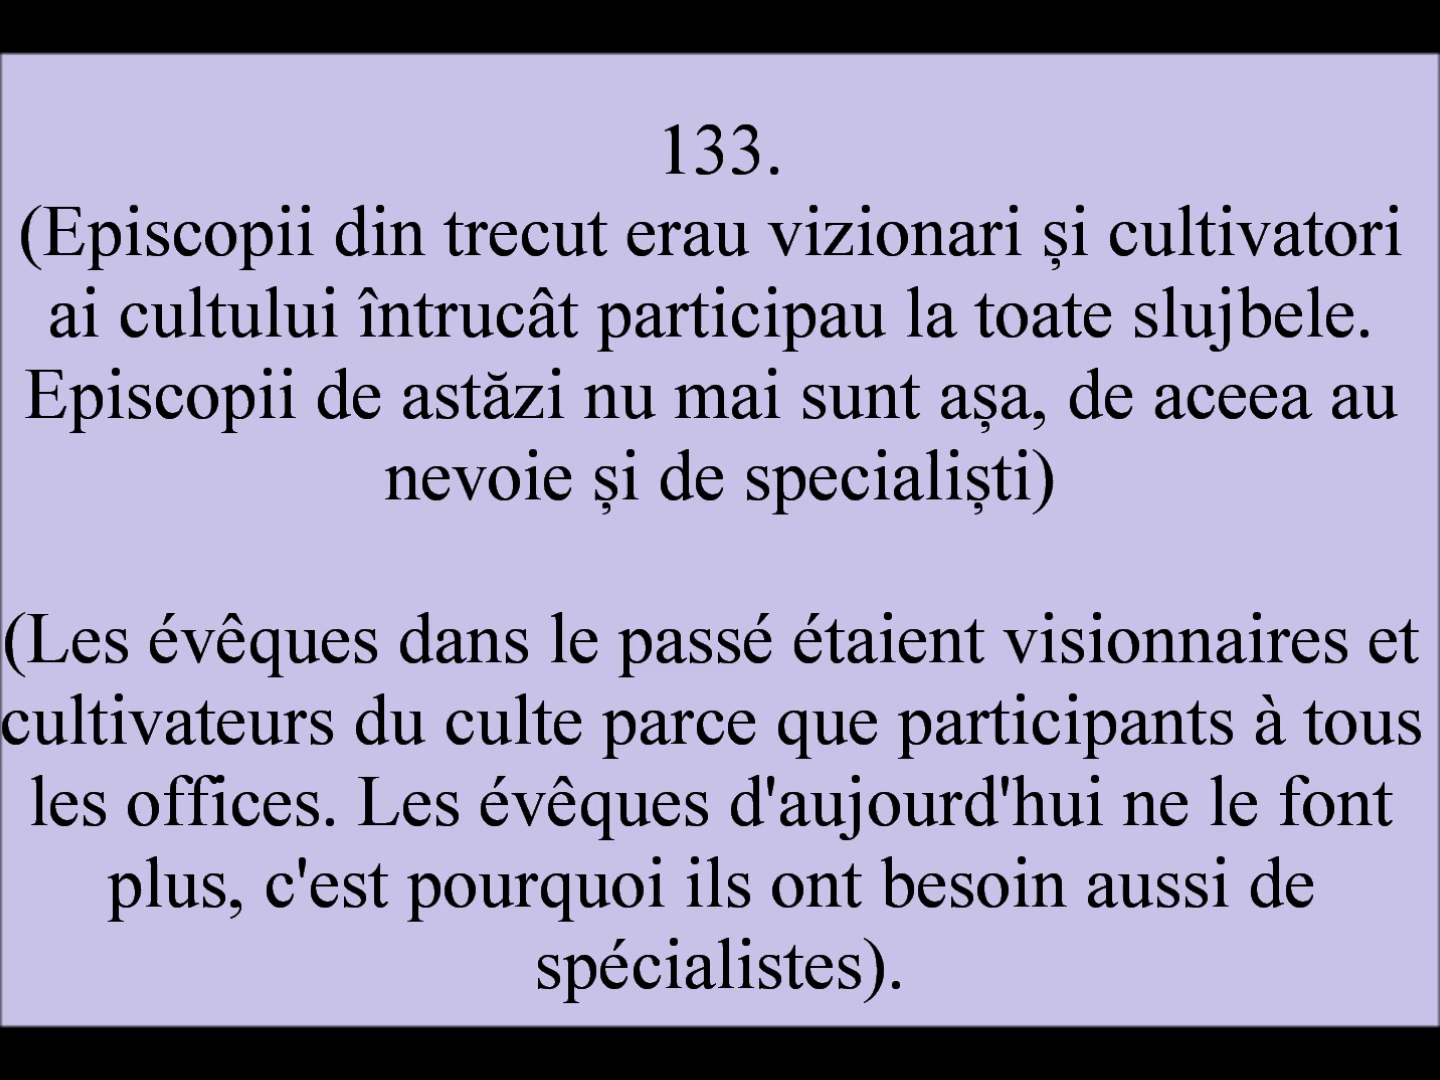 133.
(Episcopii din trecut erau vizionari și cultivatori
ai cultului întrucât participau la toate slujbele.
Episcopii de astăzi nu mai sunt așa, de aceea au
nevoie și de specialiști)
(Les évêques dans le passé étaient visionnaires et
cultivateurs du culte parce que participants à tous
les offices. Les évêques d'aujourd'hui ne le font
plus, c'est pourquoi ils ont besoin aussi de
spécialistes).